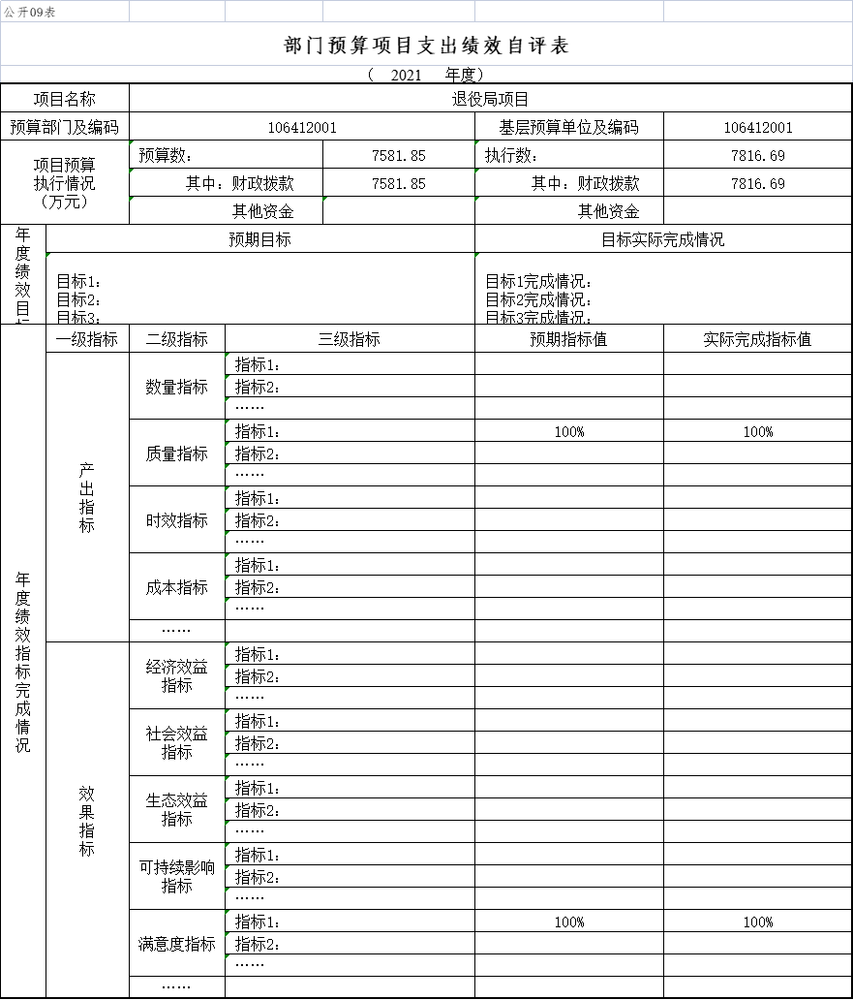 公开09表
部门预算项目支出绩效自评表
（ 2021 年度）
项目名称 退役局项目
预算部门及编码 106412001 基层预算单位及编码 106412001
项目预算
执行情况
（万元）
预算数： 7581.85 执行数： 7816.69
其中：财政拨款 7581.85 其中：财政拨款 7816.69
其他资金 其他资金
年度绩效目
预期目标 目标实际完成情况
目标1：
目标2：
目标3：
目标1完成情况：
目标2完成情况：
目标3完成情况：
年度绩效指标完成情况
一级指标 二级指标 三级指标 预期指标值 实际完成指标值
产出指标
数量指标
指标1：
指标2：
……
质量指标
指标1： 100% 100%
指标2：
……
时效指标
指标1：
指标2：
……
成本指标
指标1：
指标2：
……
……
效果指标
经济效益
指标
指标1：
指标2：
……
社会效益
指标
指标1：
指标2：
……
生态效益
指标
指标1：
指标2：
……
可持续影响
指标
指标1：
指标2：
……
满意度指标
指标1： 100% 100%
指标2：
……
……